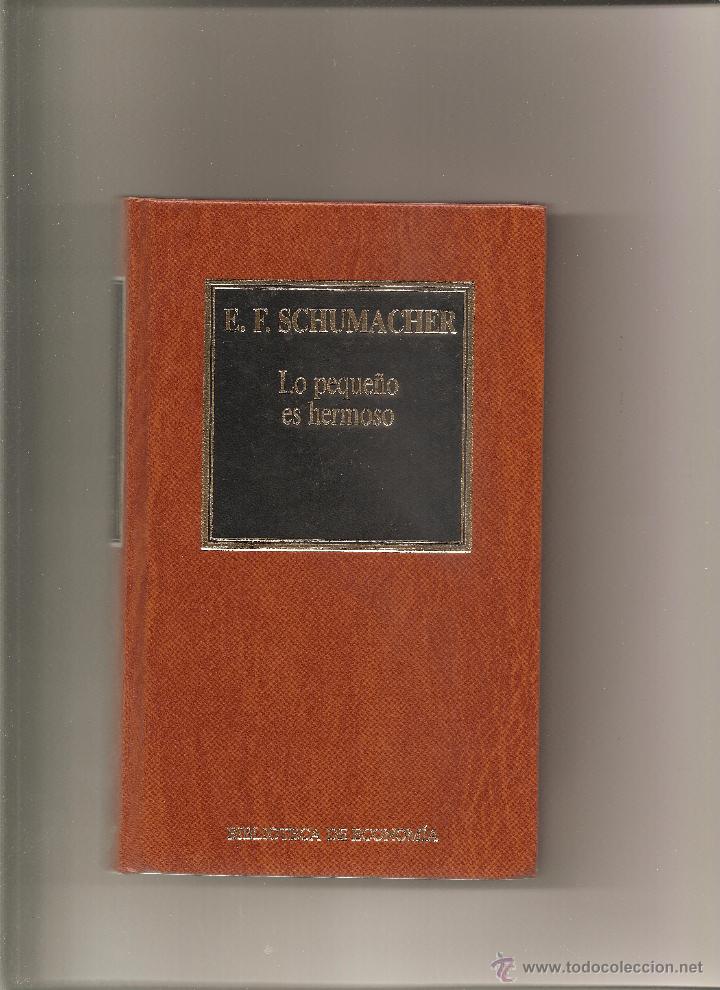 E. F. SCHUMACHER
Lo pequeño
es hermoso
BIBLIOTECA DE ECONOMÍA
© www.todocoleccion.net